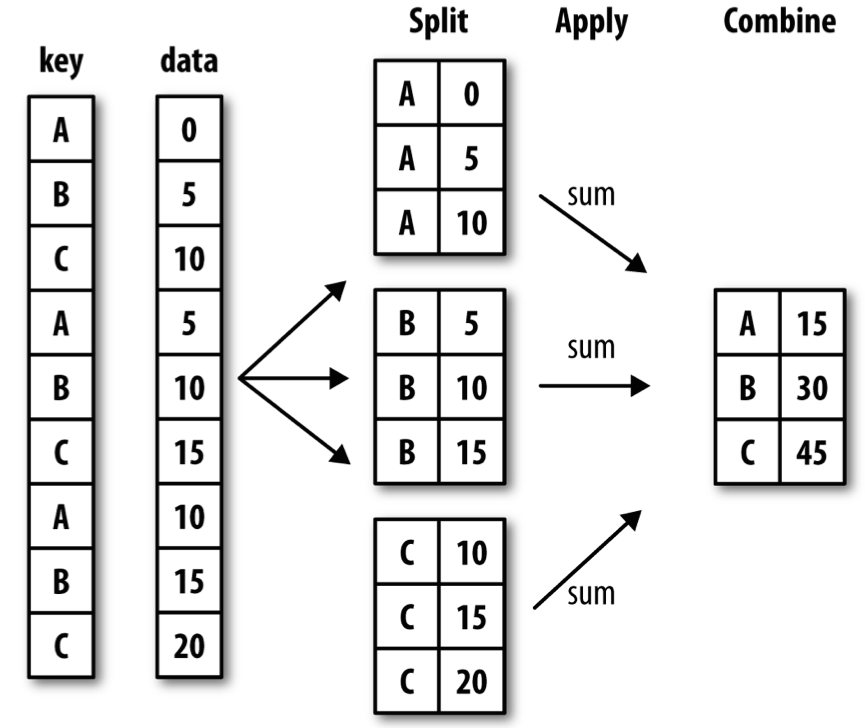 key data
A 0
B 5
C 10
A 5
B 10
C 15
A 10
B 15
C 20
Split
A 0
A 5
A 10
B 5
B 10
B 15
C 10
C 15
C 20
Apply
sum
sum
sum
Combine
A 15
B 30
C 45